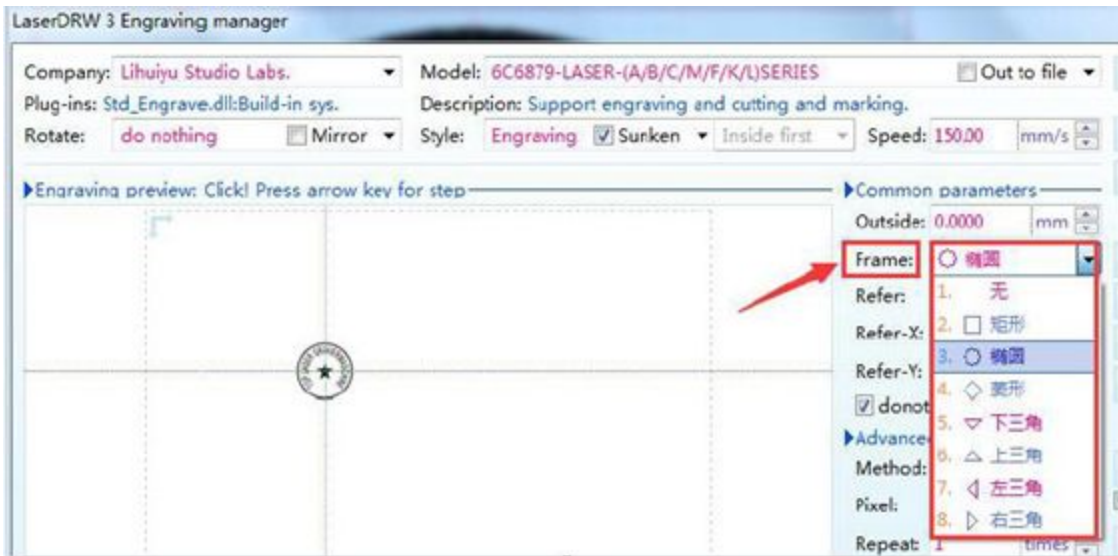 LaserDRW 3 Engraving manager
Company: Lihuiyu Studio Labs. Model: 6C6879-LASER-(A/B/C/M/F/K/L)SERIES Out to file
Plug-ins: Std_Engrave.dll:Build-in sys. Description: Support engraving and cutting and marking.
Rotate: do nothing Mirror Style: Engraving Sunken Inside first Speed: 150.00 mm/s
Engraving preview: Click! Press arrow key for step Common parameters
Outside: 0.0000 mm
Frame: 椭圆
Refer: 1. 无
Refer-X: 2. 矩形
3. 椭圆
Refer-Y: 4. 菱形
donot 5. 下三角
Advance 6. 上三角
Method: 7. 左三角
Pixel: 8. 右三角
Repeat: 1 times